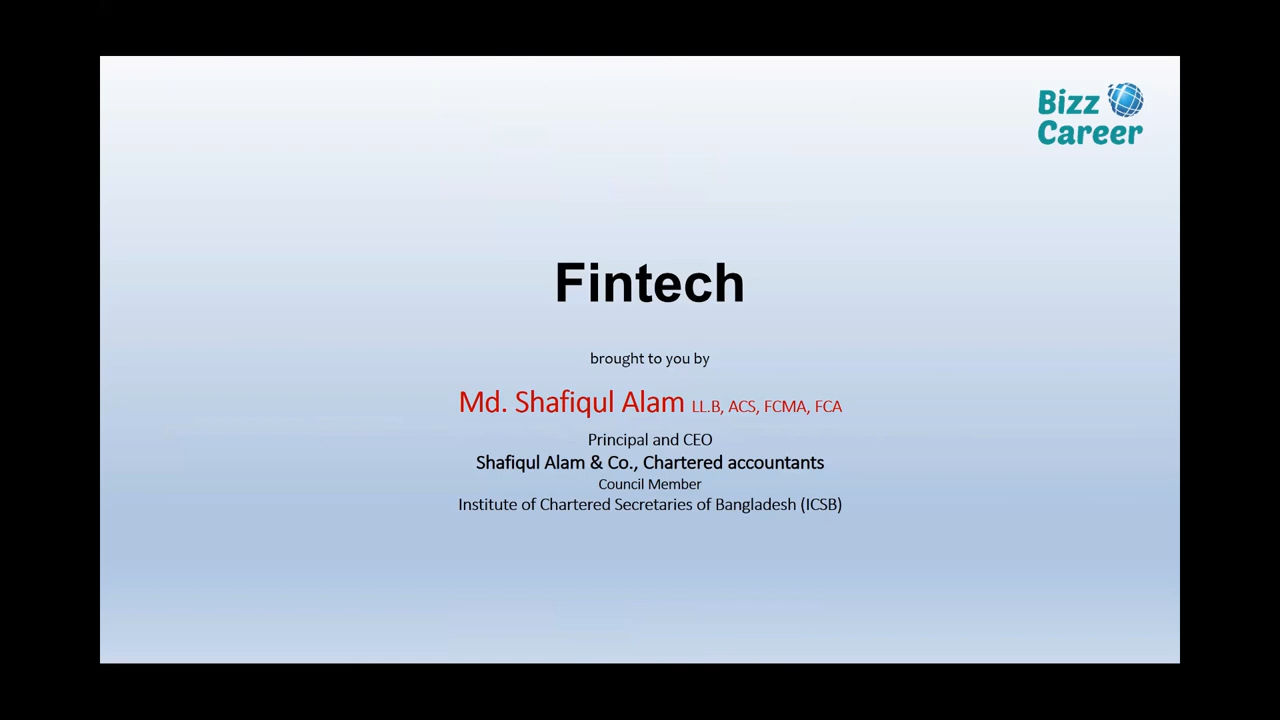 Bizz
Career
Fintech
brought to you by
Md. Shafiqul Alam LL.B, ACS, FCMA, FCA
Principal and CEO
Shafiqul Alam & Co., Chartered accountants
Council Member
Institute of Chartered Secretaries of Bangladesh (ICSB)